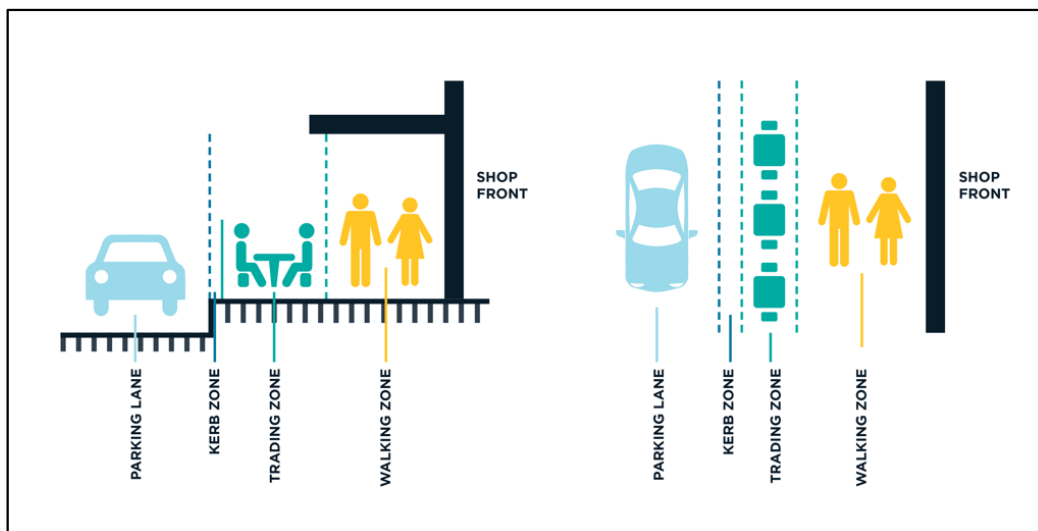 SHOP
FRONT
PARKING LANE
KERB ZONE
TRADING ZONE
WALKING ZONE
SHOP
FRONT
PARKING LANE
KERB ZONE
TRADING ZONE
WALKING ZONE